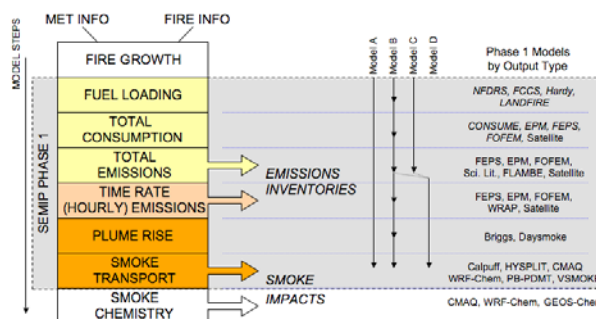 MET INFO
FIRE INFO
MODEL STEPS
FIRE GROWTH
SEMIP PHASE 1
FUEL LOADING
TOTAL
CONSUMPTION
TOTAL
EMISSIONS
TIME RATE
(HOURLY) EMISSIONS
PLUME RISE
SMOKE
TRANSPORT
SMOKE
CHEMISTRY
EMISSIONS
INVENTORIES
SMOKE
IMPACTS
Model A
Model B
Model C
Model D
Phase 1 Models
by Output Type
NFDRS, FCCS, Hardy,
LANDFIRE
CONSUME, EPM, FEPS,
FOFEM, Satellite
FEPS, EPM, FOFEM,
Sci. Lit., FLAMBE, Satellite
FEPS, EPM, FOFEM,
WRAP, Satellite
Briggs, Daysmoke
Calpuff, HYSPLIT, CMAQ
WRF-Chem, PB-PDMT, VSMOKE
CMAQ, WRF-Chem, GEOS-Chem